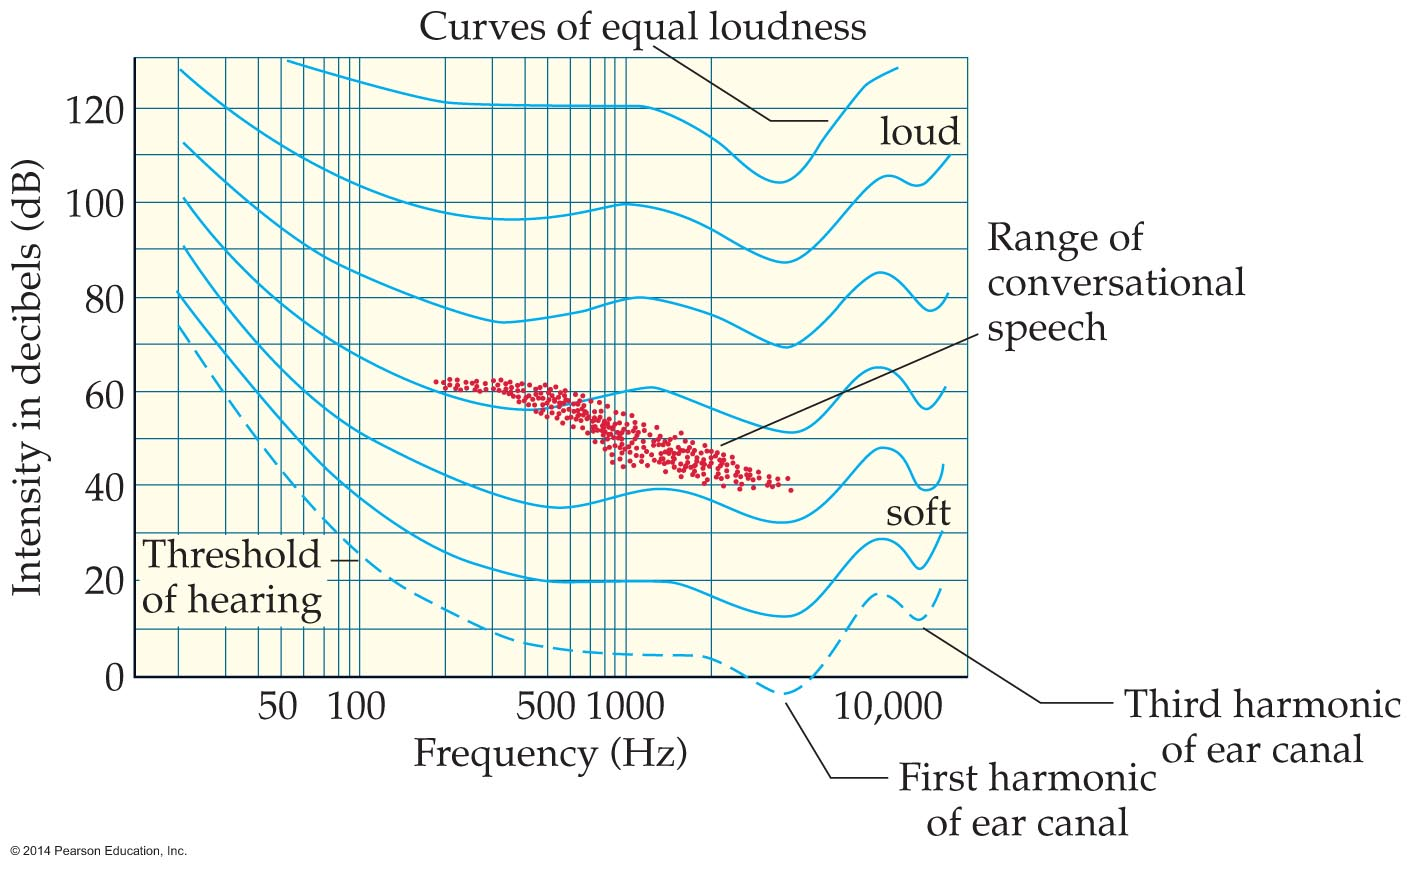 Curves of equal loudness
120
loud
100
Range of
conversational
speech
80
60
40
soft
Threshold
of hearing
20
0
Intensity in decibels (dB)
50 100 500 1000 10,000
Frequency (Hz)
Third harmonic
of ear canal
First harmonic
of ear canal
© 2014 Pearson Education, Inc.